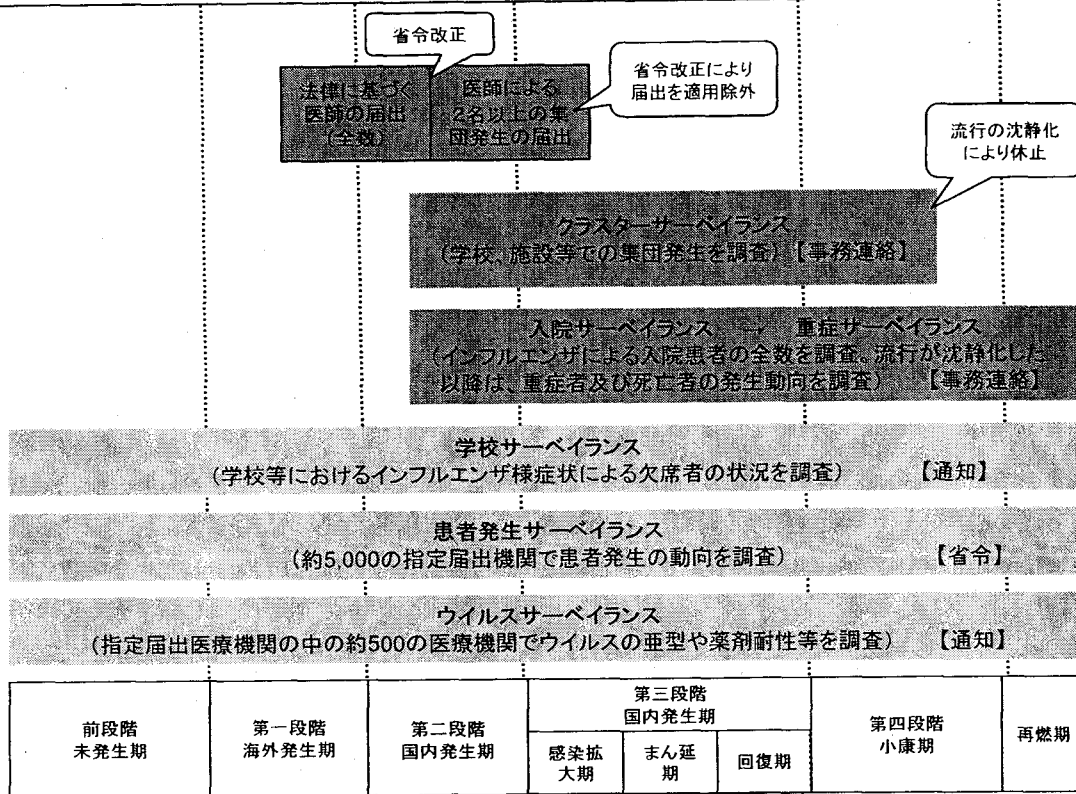 省令改正
法律に基づく
医師の届出
(全数)
医師による
2名以上の集
団発生の届出
省令改正により
届出を適用除外
流行の沈静化
により休止
クラスターサーベイランス
(学校、施設等での集団発生を調査)【事務連絡】
入院サーベイランス → 重症サーベイランス
(インフルエンザによる入院患者の全数を調査。流行が沈静化した
以降は、重症者及び死亡者の発生動向を調査) 【事務連絡】
学校サーベイランス
(学校等におけるインフルエンザ様症状による欠席者の状況を調査) 【通知】
患者発生サーベイランス
(約5,000の指定届出機関で患者発生の動向を調査) 【省令】
ウイルスサーベイランス
(指定届出医療機関の中の約500の医療機関でウイルスの亜型や薬剤耐性等を調査) 【通知】
前段階
未発生期
第一段階
海外発生期
第二段階
国内発生期
第三段階
国内発生期
感染拡
大期
まん延
期
回復期
第四段階
小康期
再燃期